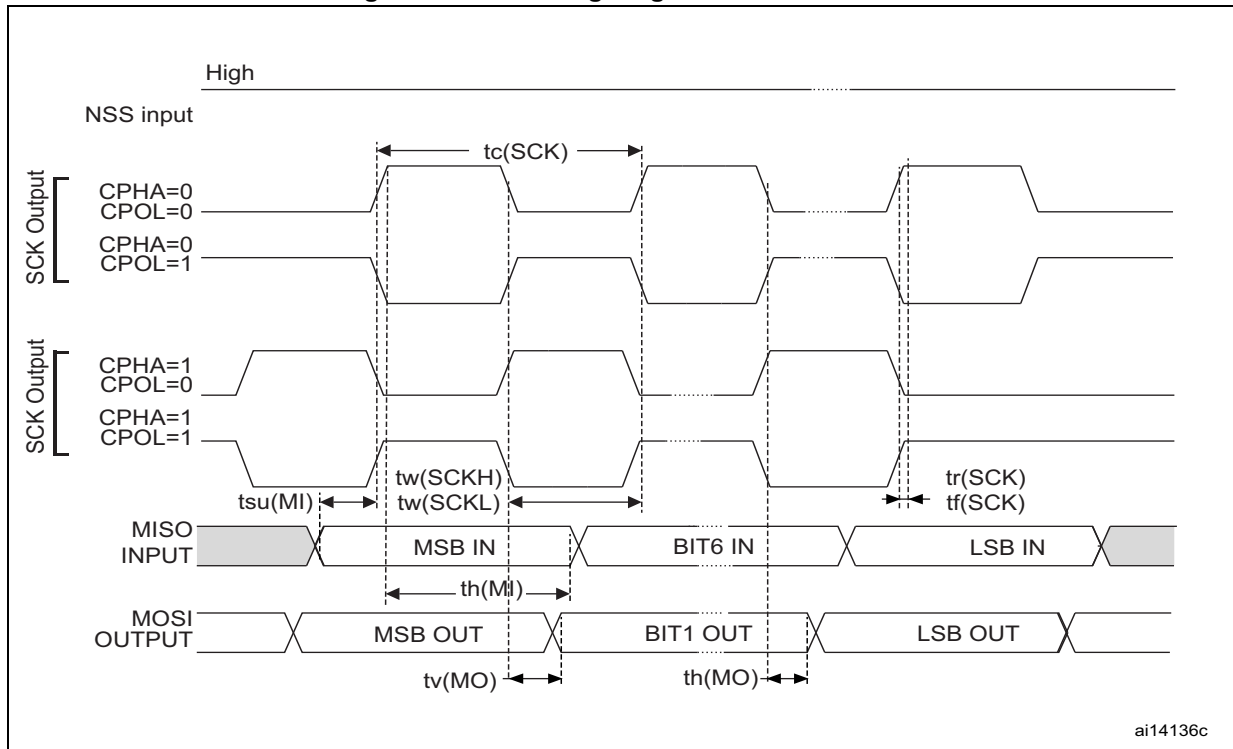 High
NSS input
tc(SCK)
SCK Output
CPHA=0
CPOL=0
CPHA=0
CPOL=1
SCK Output
CPHA=1
CPOL=0
CPHA=1
CPOL=1
tw(SCKH)
tw(SCKL)
tr(SCK)
tf(SCK)
tsu(MI)
MISO
INPUT
MSB IN
BIT6 IN
LSB IN
th(MI)
MOSI
OUTPUT
MSB OUT
BIT1 OUT
LSB OUT
tv(MO)
th(MO)
ai14136c